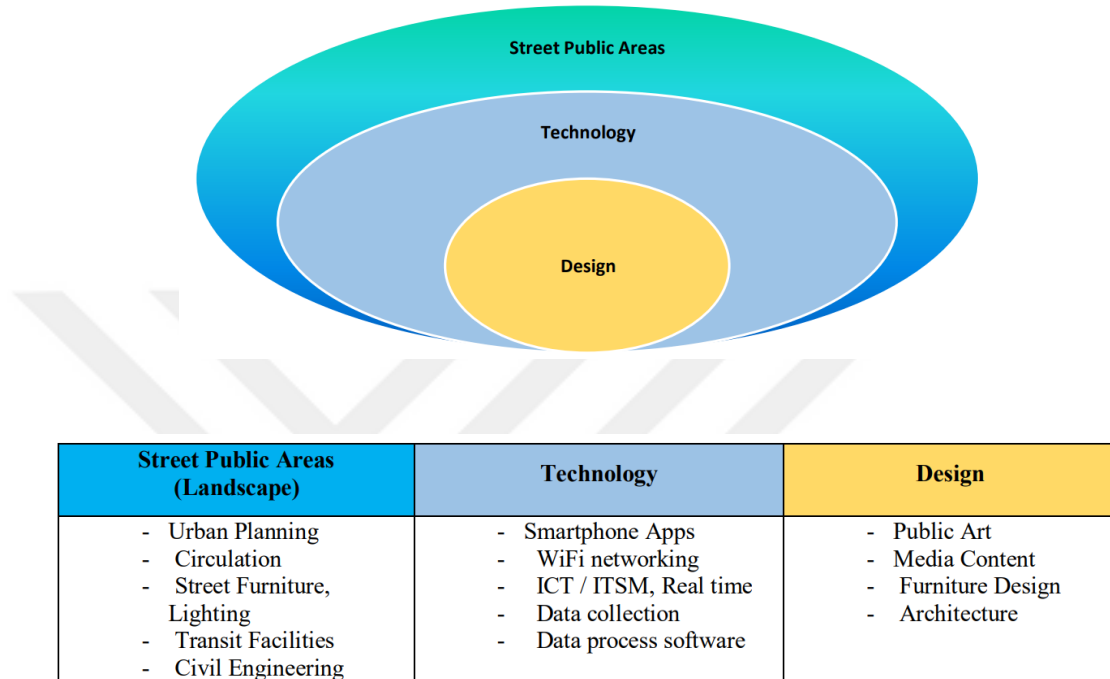 Street Public Areas
Technology
Design
Street Public Areas
(Landscape)
Technology
Design
- Urban Planning
- Circulation
- Street Furniture,
Lighting
- Transit Facilities
- Civil Engineering
- Smartphone Apps
- WiFi networking
- ICT / ITSM, Real time
- Data collection
- Data process software
- Public Art
- Media Content
- Furniture Design
- Architecture